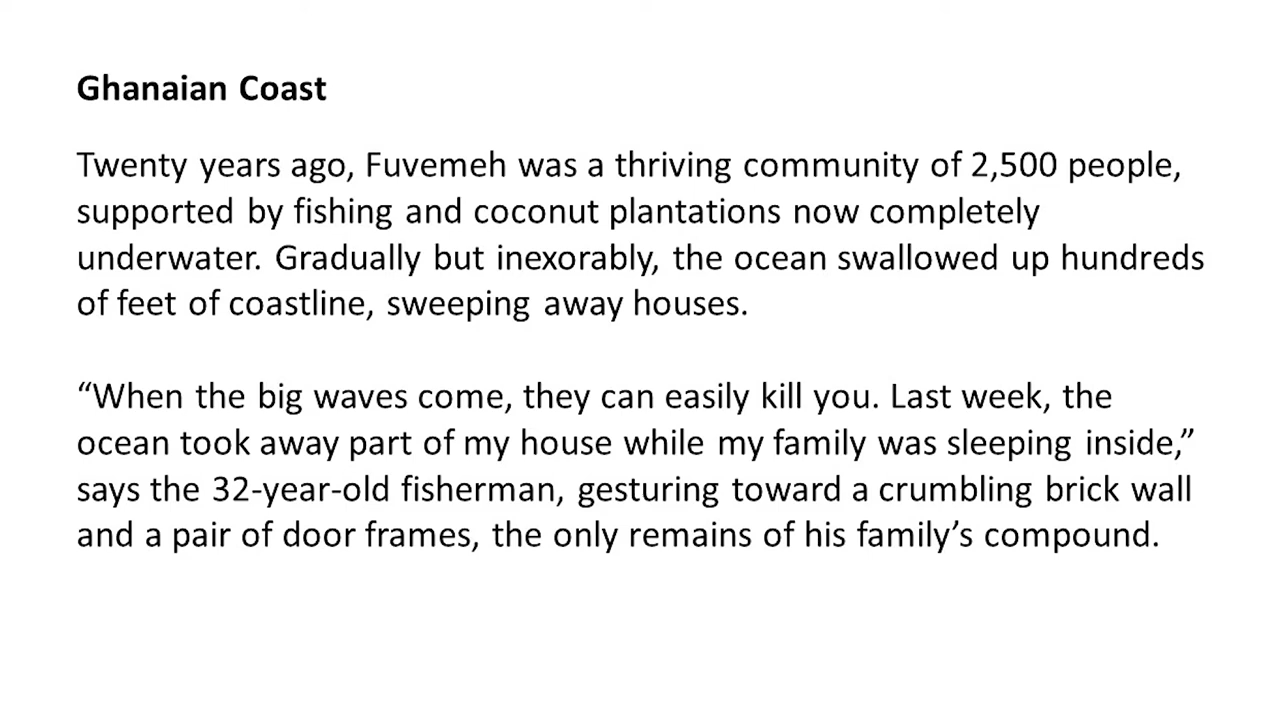 Ghanaian Coast
Twenty years ago, Fuvemeh was a thriving community of 2,500 people,
supported by fishing and coconut plantations now completely
underwater. Gradually but inexorably, the ocean swallowed up hundreds
of feet of coastline, sweeping away houses.
“When the big waves come, they can easily kill you. Last week, the
ocean took away part of my house while my family was sleeping inside,”
says the 32-year-old fisherman, gesturing toward a crumbling brick wall
and a pair of door frames, the only remains of his family’s compound.